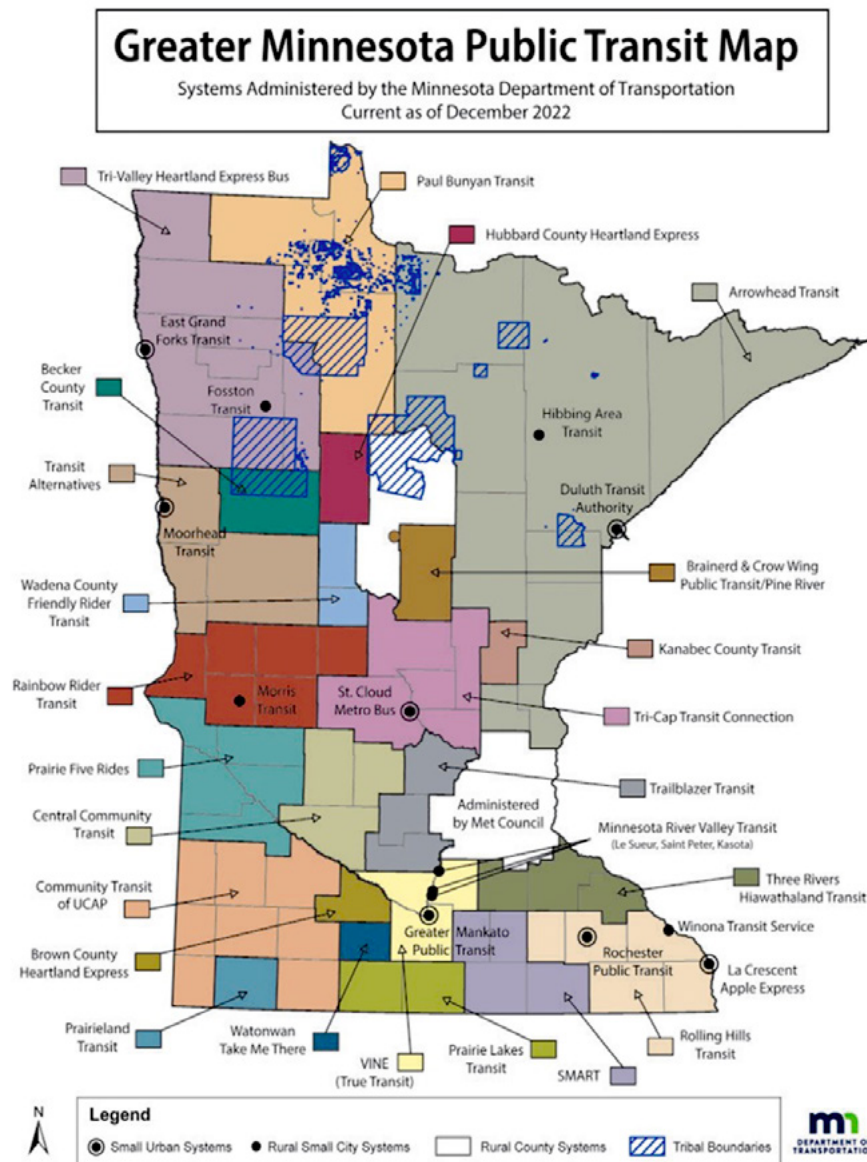 Greater Minnesota Public Transit Map
Systems Administered by the Minnesota Department of Transportation
Current as of December 2022
Tri-Valley Heartland Express Bus
Paul Bunyan Transit
Hubbard County Heartland Express
Arrowhead Transit
East Grand
Forks Transit
Becker
County
Transit
Fosston
Transit
Hibbing Area
Transit
Transit
Alternatives
Duluth Transit
Authority
Moorhead
Transit
Wadena County
Friendly Rider
Transit
Brainerd & Crow Wing
Public Transit/Pine River
Kanabec County Transit
Rainbow Rider
Transit
Morris
Transit
St. Cloud
Metro Bus
Tri-Cap Transit Connection
Prairie Five Rides
Trailblazer Transit
Central Community
Transit
Administered
by Met Council
Minnesota River Valley Transit
(Le Sueur, Saint Peter, Kasota)
Community Transit
of UCAP
Three Rivers
Hiawathaland Transit
Brown County
Heartland Express
Greater Mankato
Public Transit
Winona Transit Service
Rochester
Public Transit
La Crescent
Apple Express
Prairieland
Transit
Watonwan
Take Me There
VINE
(True Transit)
Prairie Lakes
Transit
SMART
Rolling Hills
Transit
N
Legend
Small Urban Systems
Rural Small City Systems
Rural County Systems
Tribal Boundaries
mn
DEPARTMENT OF
TRANSPORTATION